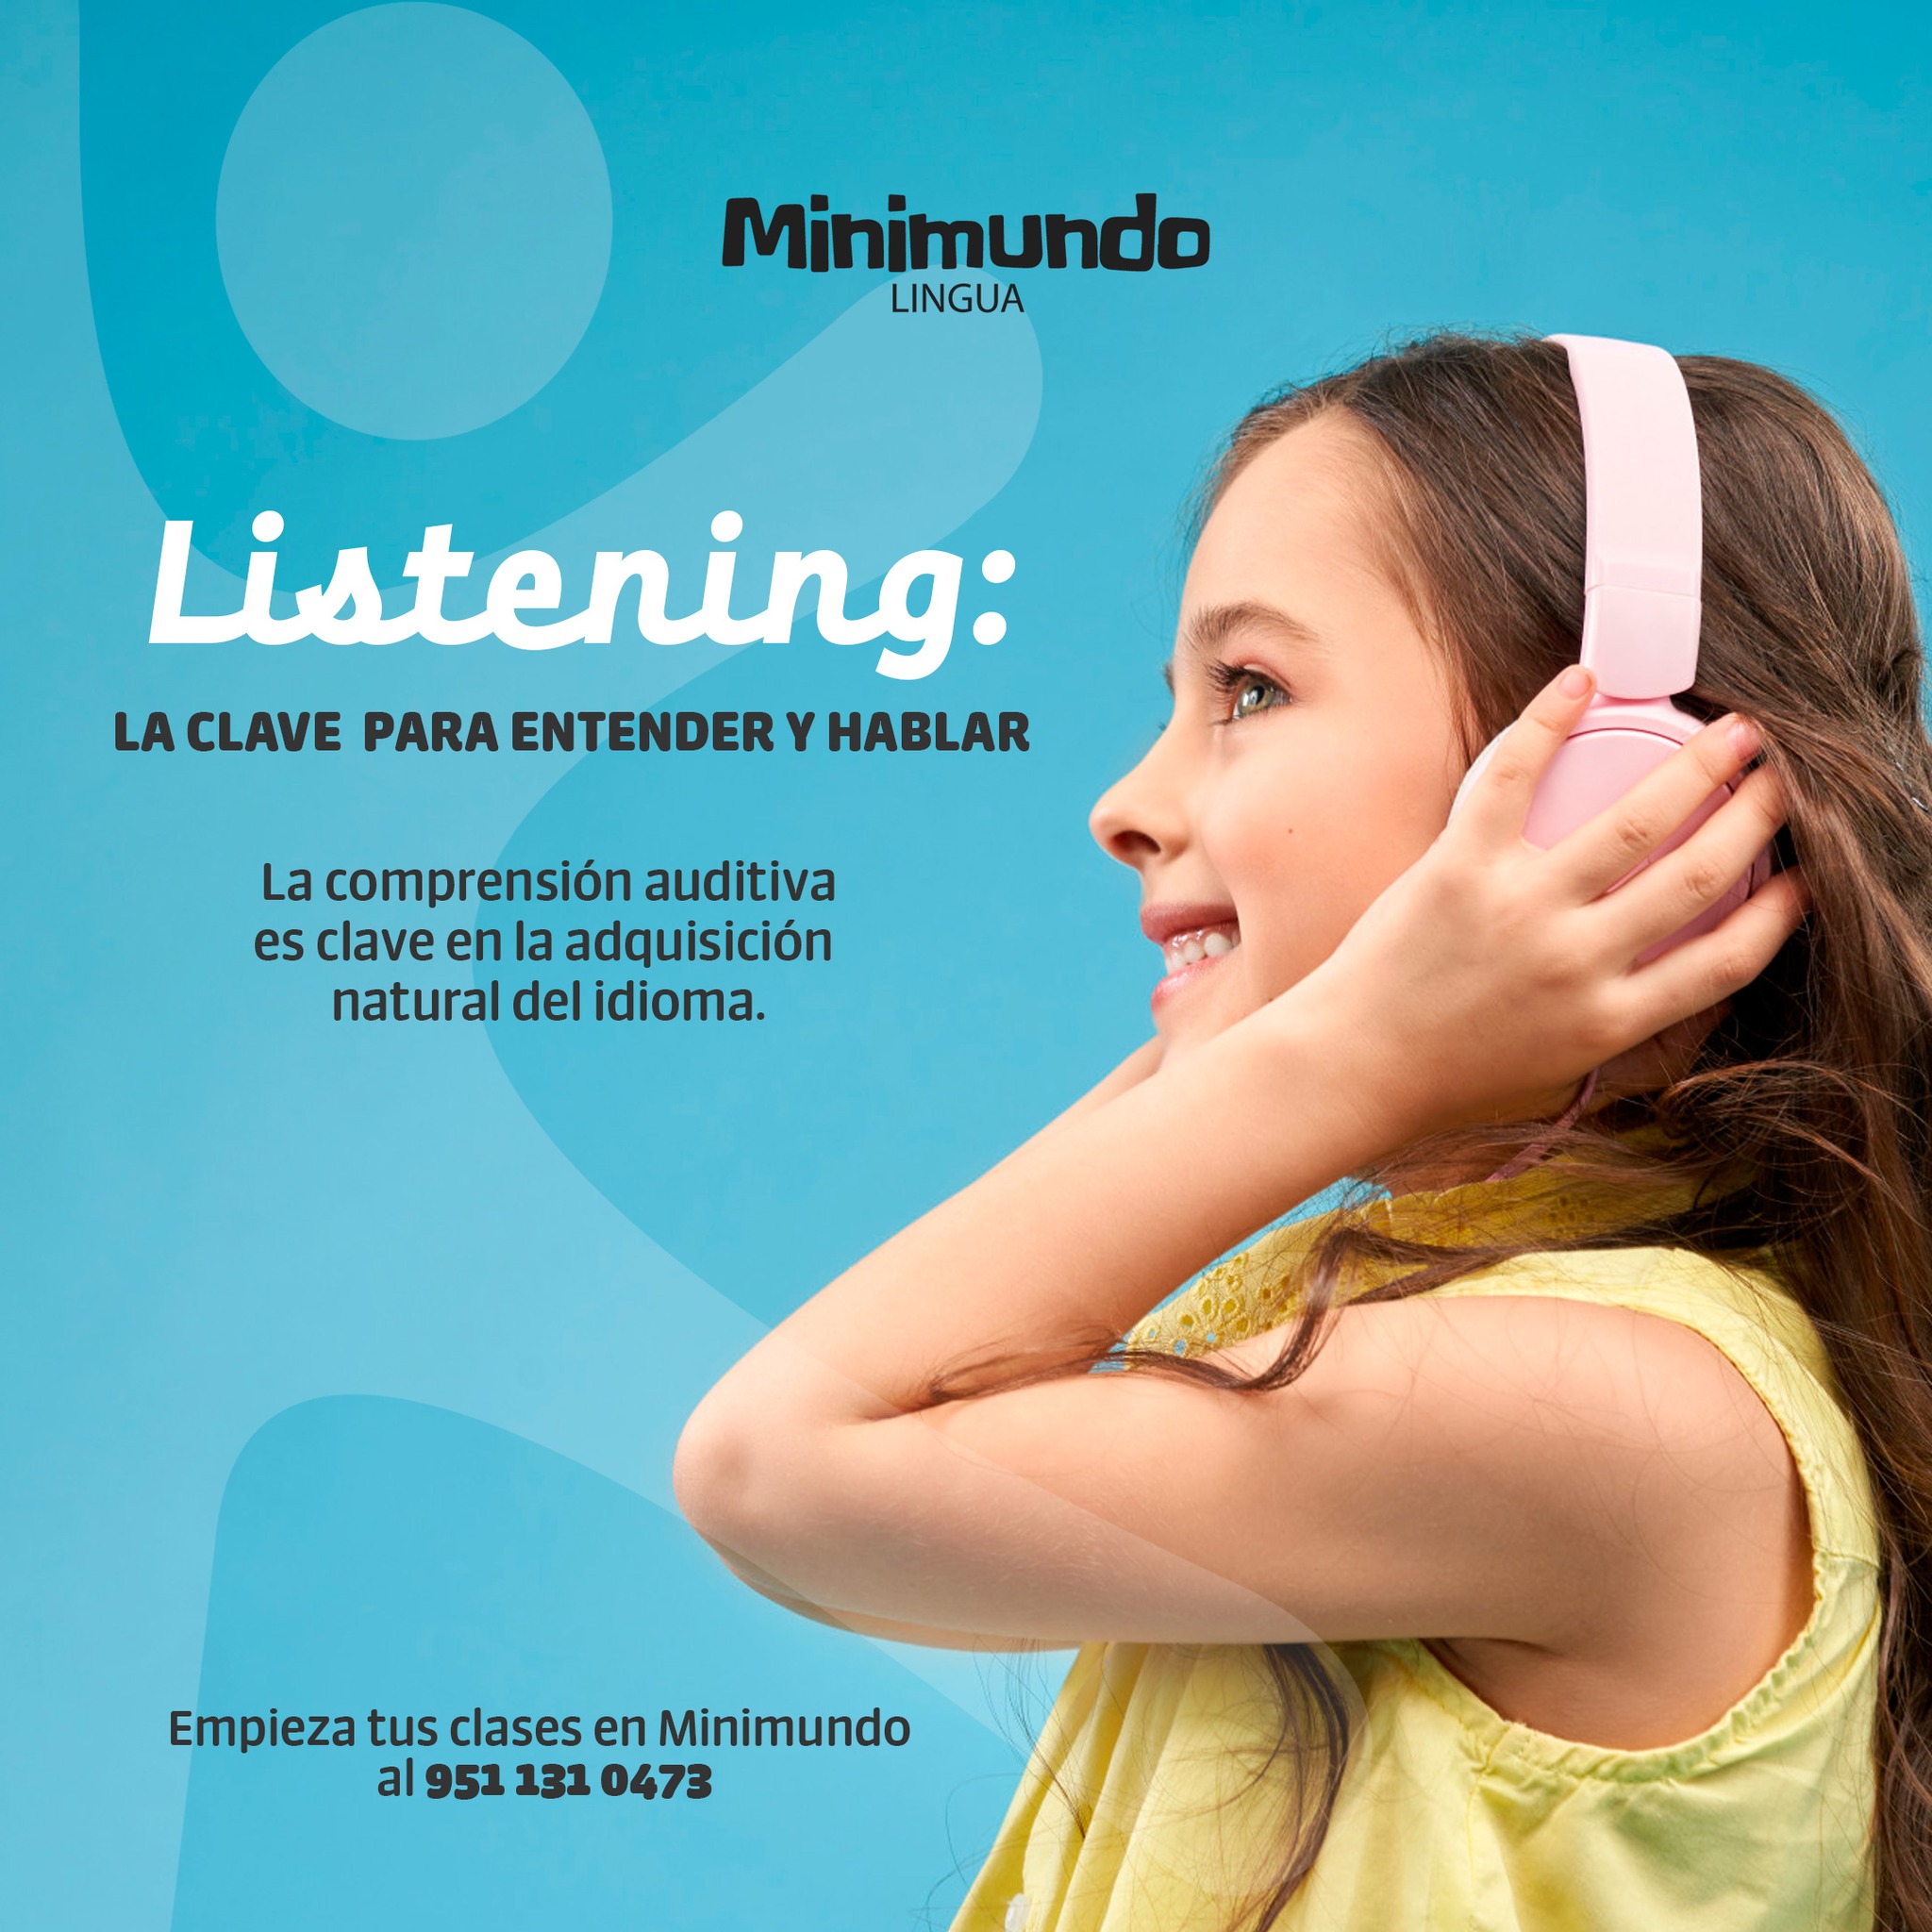 Minimundo
LINGUA
Listening:
LA CLAVE PARA ENTENDER Y HABLAR
La comprensión auditiva
es clave en la adquisición
natural del idioma.
Empieza tus clases en Minimundo
al 951 131 0473